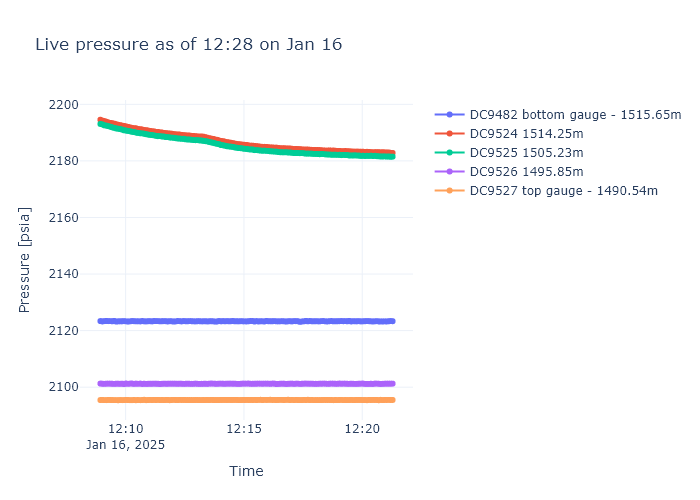 Live pressure as of 12:28 on Jan 16
DC9482 bottom gauge - 1515.65m
DC9524 1514.25m
DC9525 1505.23m
DC9526 1495.85m
DC9527 top gauge - 1490.54m
Pressure [psia]
2200
2180
2160
2140
2120
2100
12:10
Jan 16, 2025
12:15
12:20
Time